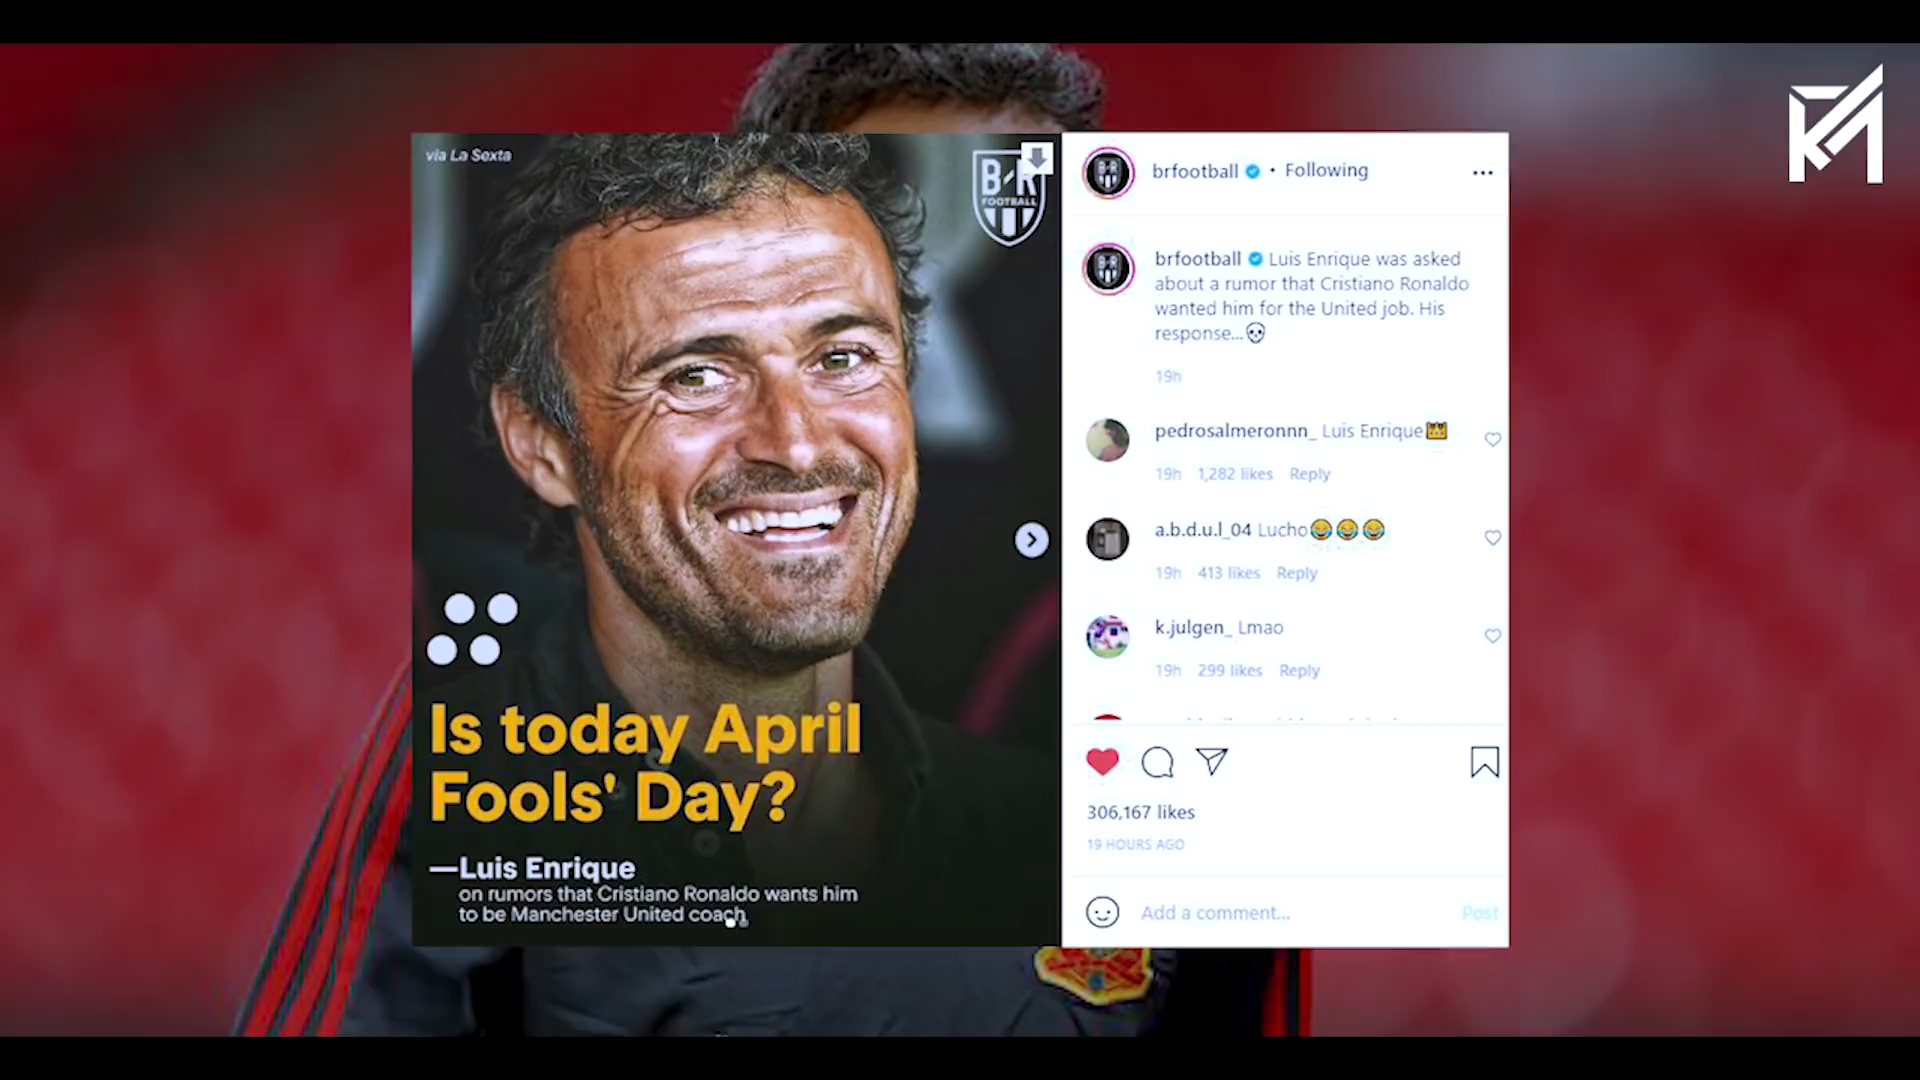 via La Sexta
B R
FOOTBALL
Is today April
Fools' Day?
—Luis Enrique
on rumors that Cristiano Ronaldo wants him
to be Manchester United coach
brfootball • Following
brfootball Luis Enrique was asked
about a rumor that Cristiano Ronaldo
wanted him for the United job. His
response...💀
19h
pedrosalmeronnn_ Luis Enrique👑
19h 1,282 likes Reply
a.b.d.u.l_04 Lucho😂😂😂
19h 413 likes Reply
k.julgen_ Lmao
19h 299 likes Reply
306,167 likes
19 HOURS AGO
Add a comment... Post